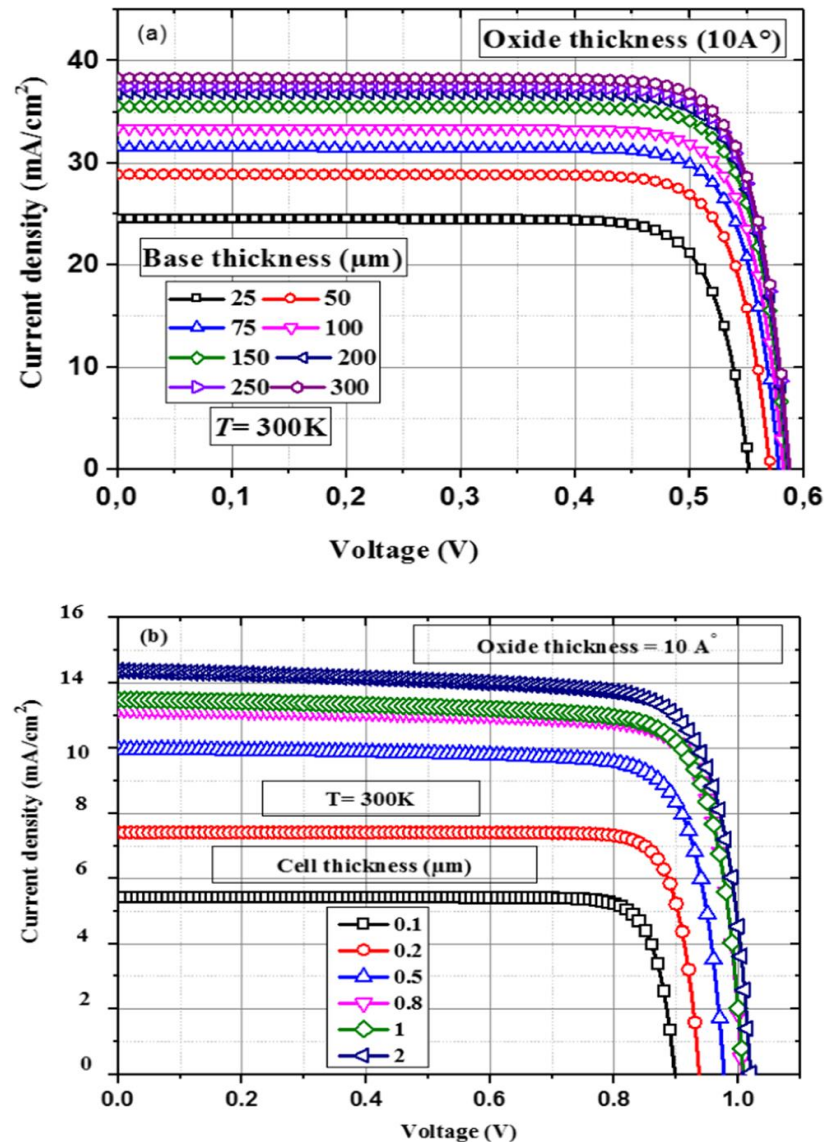 (a)
Oxide thickness (10A°)
40
30
20
10
0
Current density (mA/cm²)
Base thickness (μm)
25 50
75 100
150 200
250 300
T= 300K
0,0 0,1 0,2 0,3 0,4 0,5 0,6
Voltage (V)
(b)
Oxide thickness = 10 A°
16
14
12
10
8
6
4
2
0
Current density (mA/cm²)
T= 300K
Cell thickness (μm)
0.1
0.2
0.5
0.8
1
2
0.0 0.2 0.4 0.6 0.8 1.0
Voltage (V)